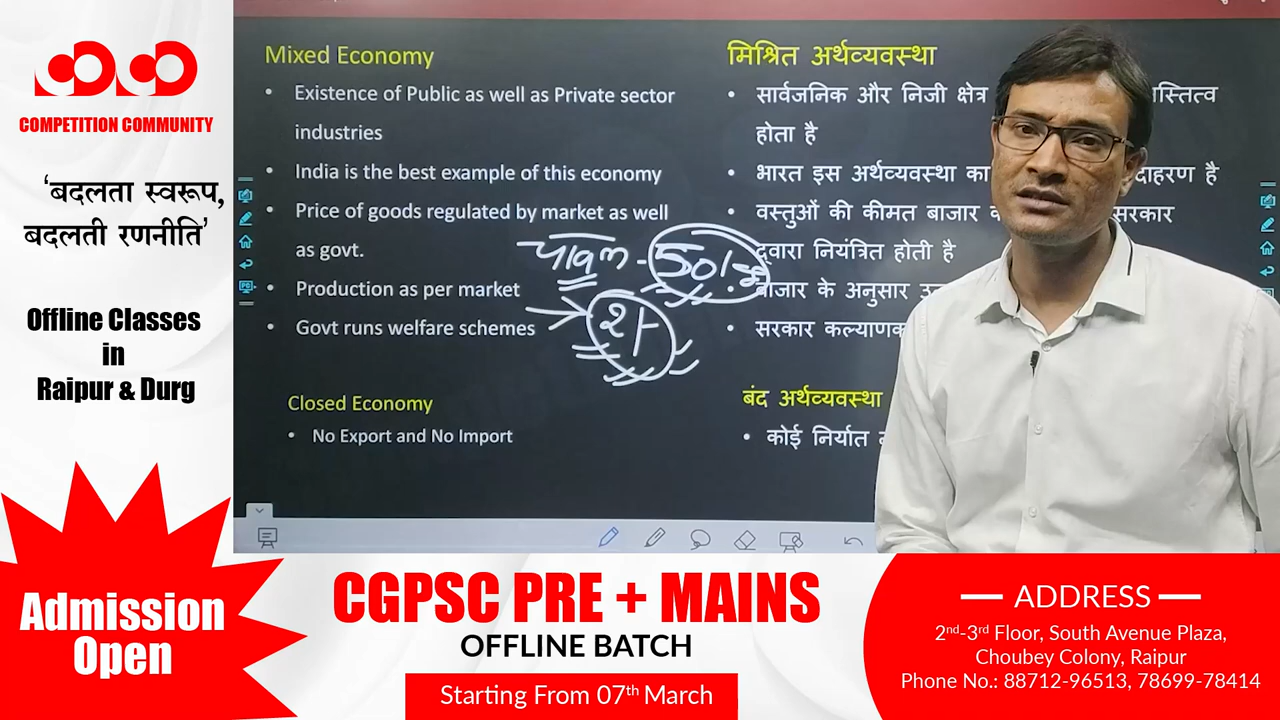 COMPETITION COMMUNITY
‘बदलता स्वरूप,
बदलती रणनीति’
Offline Classes
in
Raipur & Durg
Mixed Economy
• Existence of Public as well as Private sector
industries
• India is the best example of this economy
• Price of goods regulated by market as well
as govt.
• Production as per market
• Govt runs welfare schemes
Closed Economy
• No Export and No Import
चावल - 50/-
2/-
मिश्रित अर्थव्यवस्था
• सार्वजनिक और निजी क्षेत्र
होता है
• भारत इस अर्थव्यवस्था का
है
• वस्तुओं की कीमत बाजार सरकार
द्वारा नियंत्रित होती है
बाजार के अनुसार
• सरकार
बंद अर्थव्यवस्था
• कोई निर्यात
Admission
Open
CGPSC PRE + MAINS
OFFLINE BATCH
Starting From 07th March
ADDRESS
2nd-3rd Floor, South Avenue Plaza,
Choubey Colony, Raipur
Phone No.: 88712-96513, 78699-78414